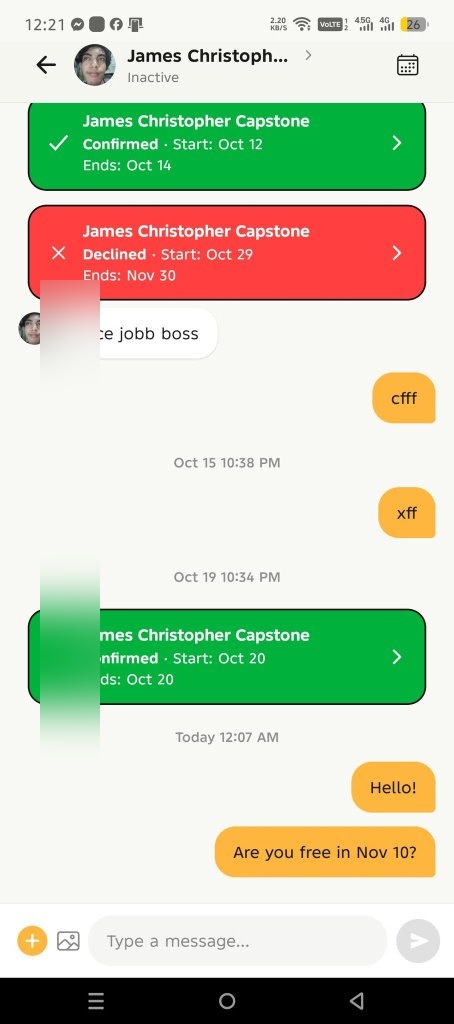 12:21
2.20
KB/S
VoLTE 1 2
4.5G
4G
26
James Christoph...
Inactive
James Christopher Capstone
Confirmed · Start: Oct 12
Ends: Oct 14
James Christopher Capstone
Declined · Start: Oct 29
Ends: Nov 30
jobb boss
cfff
Oct 15 10:38 PM
xff
Oct 19 10:34 PM
Christopher Capstone
Start: Oct 20
Oct 20
Today 12:07 AM
Hello!
Are you free in Nov 10?
Type a message...